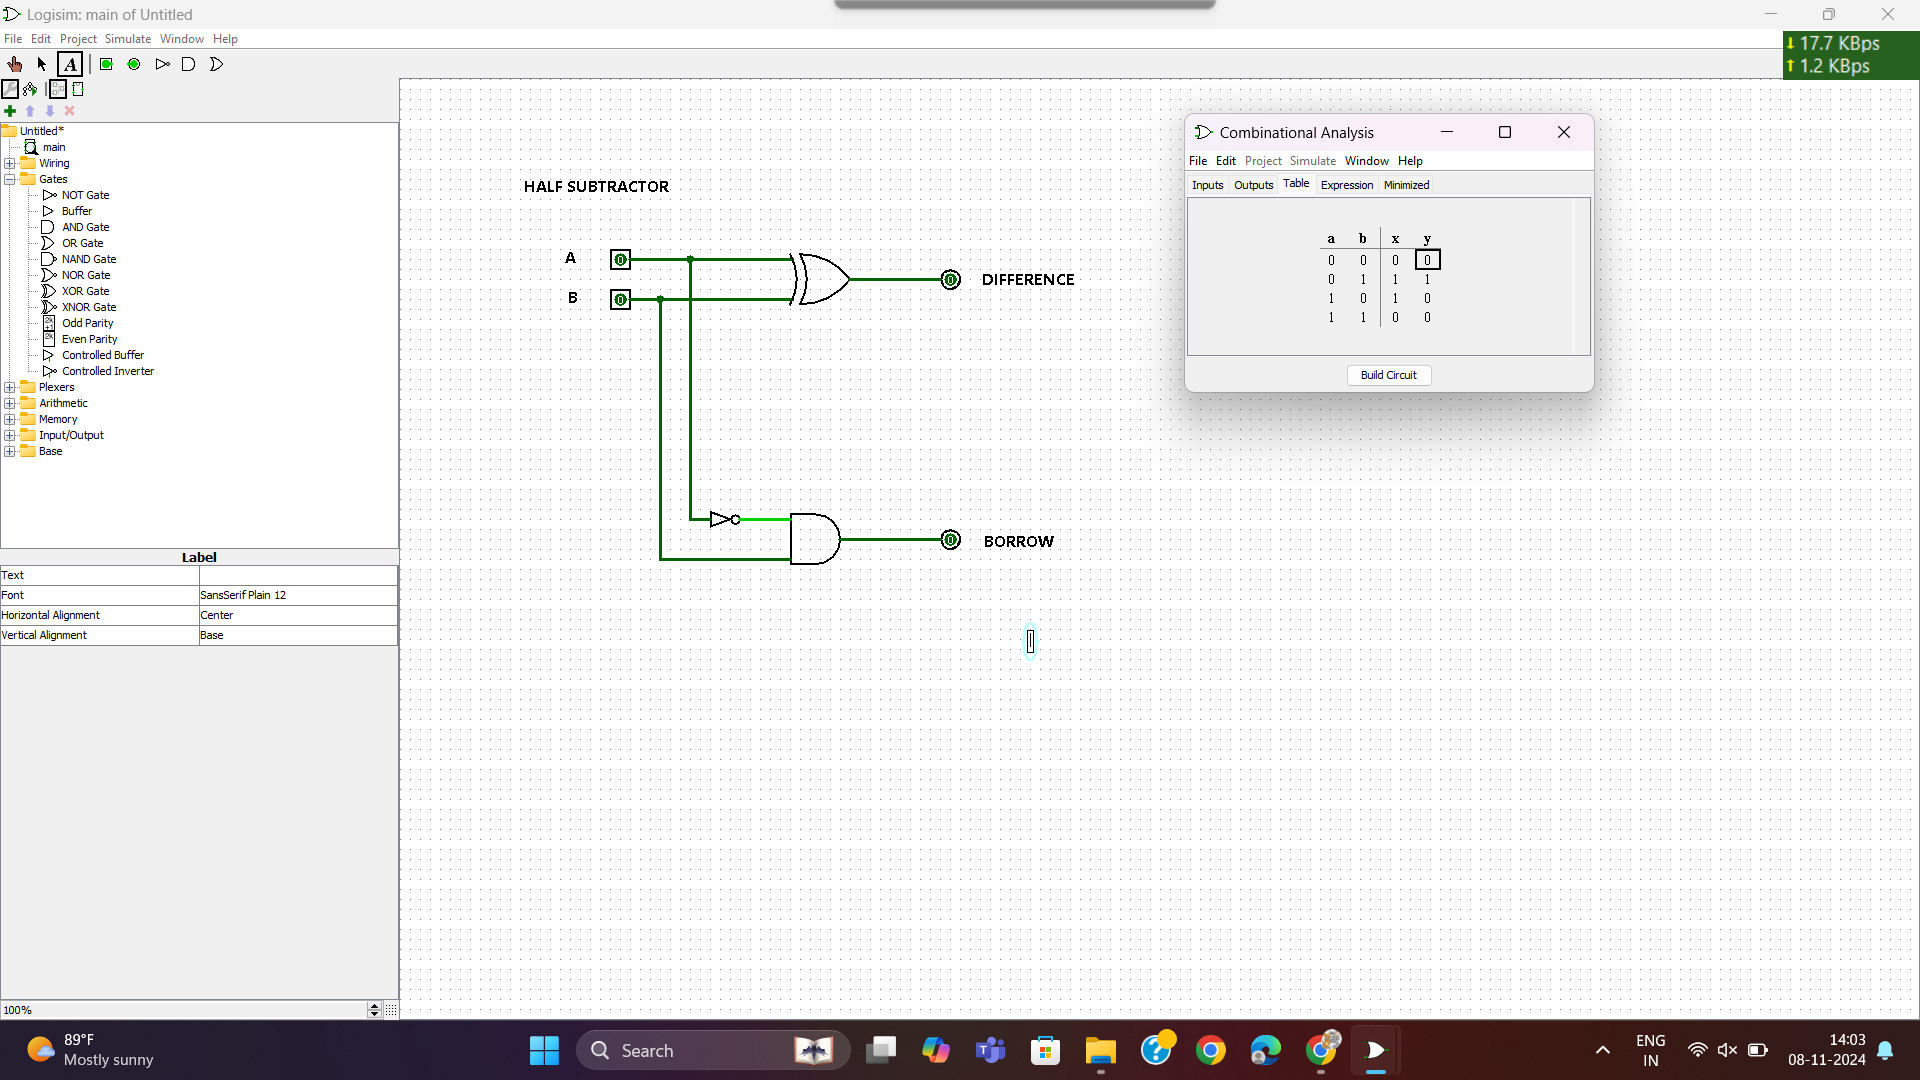 Logisim: main of Untitled
File Edit Project Simulate Window Help
17.7 KBps
1.2 KBps
A
Untitled*
main
Wiring
Gates
NOT Gate
Buffer
AND Gate
OR Gate
NAND Gate
NOR Gate
XOR Gate
XNOR Gate
Odd Parity
Even Parity
Controlled Buffer
Controlled Inverter
Plexers
Arithmetic
Memory
Input/Output
Base
Label
Text
Font SansSerif Plain 12
Horizontal Alignment Center
Vertical Alignment Base
100%
HALF SUBTRACTOR
A 0
B 0
0 DIFFERENCE
0 BORROW
Combinational Analysis
File Edit Project Simulate Window Help
Inputs Outputs Table Expression Minimized
a b x y
0 0 0 0
0 1 1 1
1 0 1 0
1 1 0 0
Build Circuit
89°F
Mostly sunny
Search
ENG
IN
14:03
08-11-2024